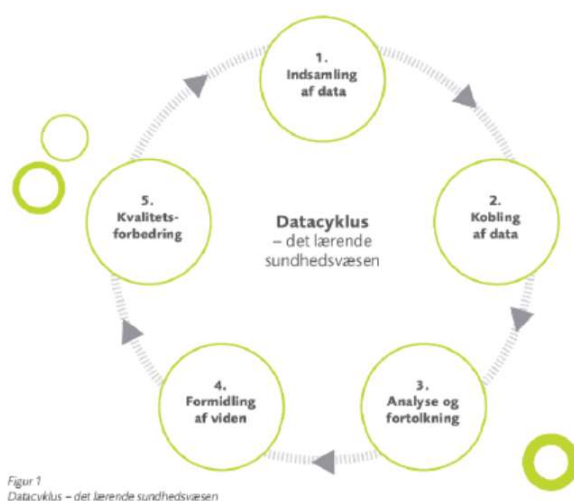 1.
Indsamling
af data
2.
Kobling
af data
3.
Analyse og
fortolkning
4.
Formidling
af viden
5.
Kvalitets-
forbedring
Datacyklus
– det lærende
sundhedsvæsen
Figur 1
Datacyklus – det lærende sundhedsvæsen